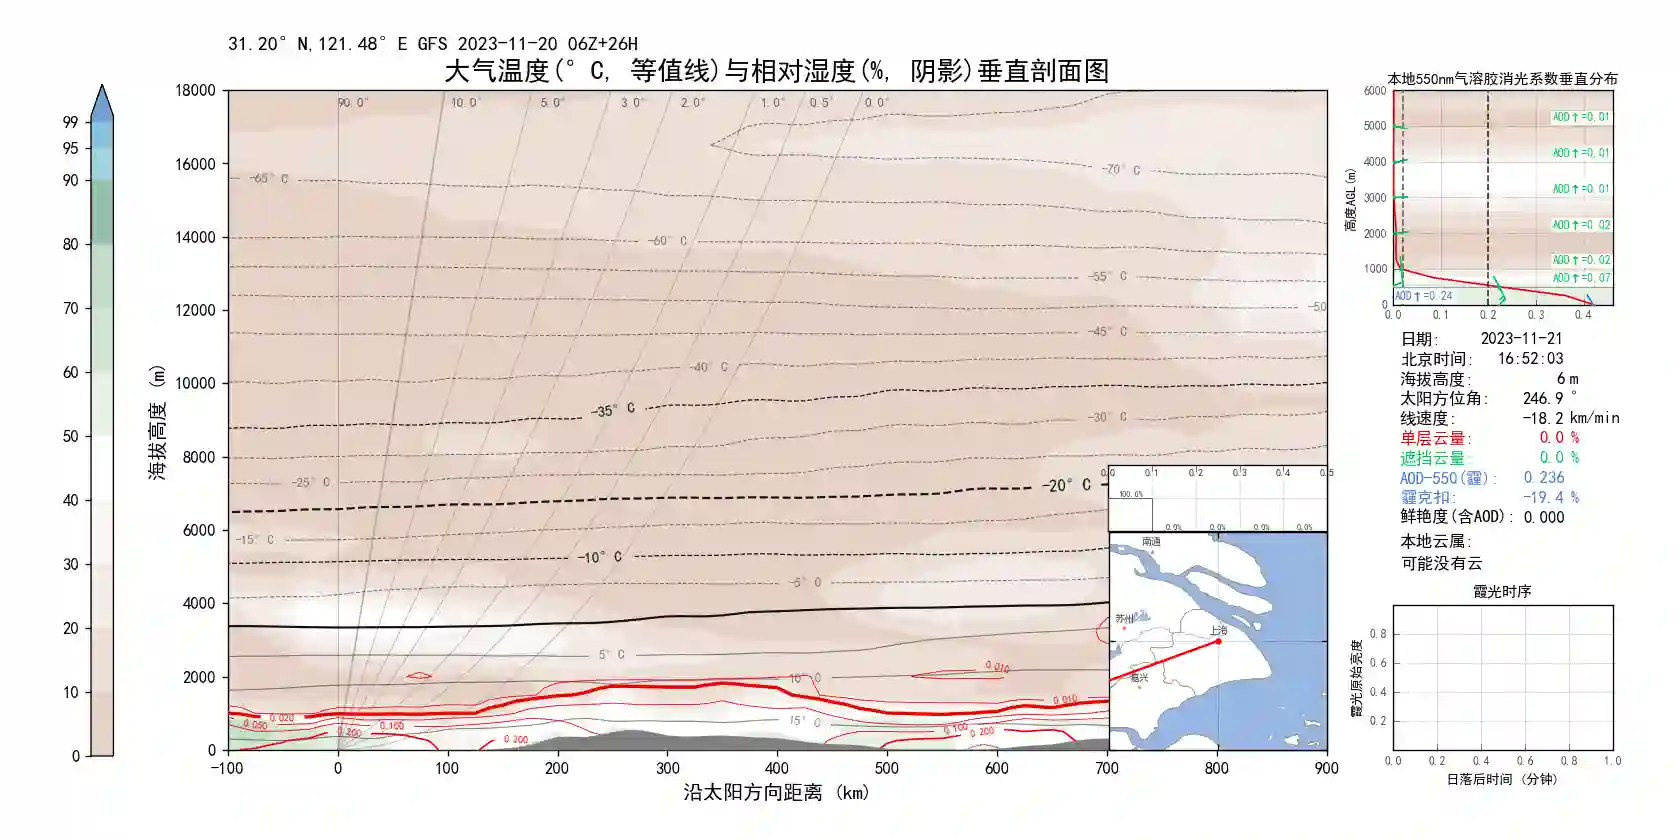 31.20° N,121.48° E GFS 2023-11-20 06Z+26H
大气温度(° C, 等值线)与相对湿度(%, 阴影)垂直剖面图
99
95
90
80
70
60
50
40
30
20
10
0
海拔高度 (m)
18000
16000
14000
12000
10000
8000
6000
4000
2000
0
90.0° 10.0° 5.0° 3.0° 2.0° 1.0° 0.5° 0.0°
-70° C
-65° C
-60° C
-55° C
-50
-45° C
-40° C
-35° C
-30° C
-25° C
-20° C
-15° C
-10° C
-5° C
0° C
5° C
10° C
15° C
0.010
0.010
0.020
0.050
0.100
0.200
0.200
0.100
0.200
-100 0 100 200 300 400 500 600 700 800 900
沿太阳方向距离 (km)
0.0 0.1 0.2 0.3 0.4 0.5
100.0%
0.0% 0.0% 0.0% 0.0%
南通
苏州
上海
嘉兴
本地550nm气溶胶消光系数垂直分布
高度AGL(m)
6000
5000
4000
3000
2000
1000
0
AOD↑=0.01
AOD↑=0.01
AOD↑=0.01
AOD↑=0.02
AOD↑=0.02
AOD↑=0.07
AOD↑=0.24
0.0 0.1 0.2 0.3 0.4
日期: 2023-11-21
北京时间: 16:52:03
海拔高度: 6 m
太阳方位角: 246.9 °
线速度: -18.2 km/min
单层云量: 0.0 %
遮挡云量: 0.0 %
AOD-550(霾): 0.236
霾克扣: -19.4 %
鲜艳度(含AOD): 0.000
本地云属:
可能没有云
霞光时序
霞光原始亮度
0.8
0.6
0.4
0.2
0.0 0.2 0.4 0.6 0.8 1.0
日落后时间 (分钟)